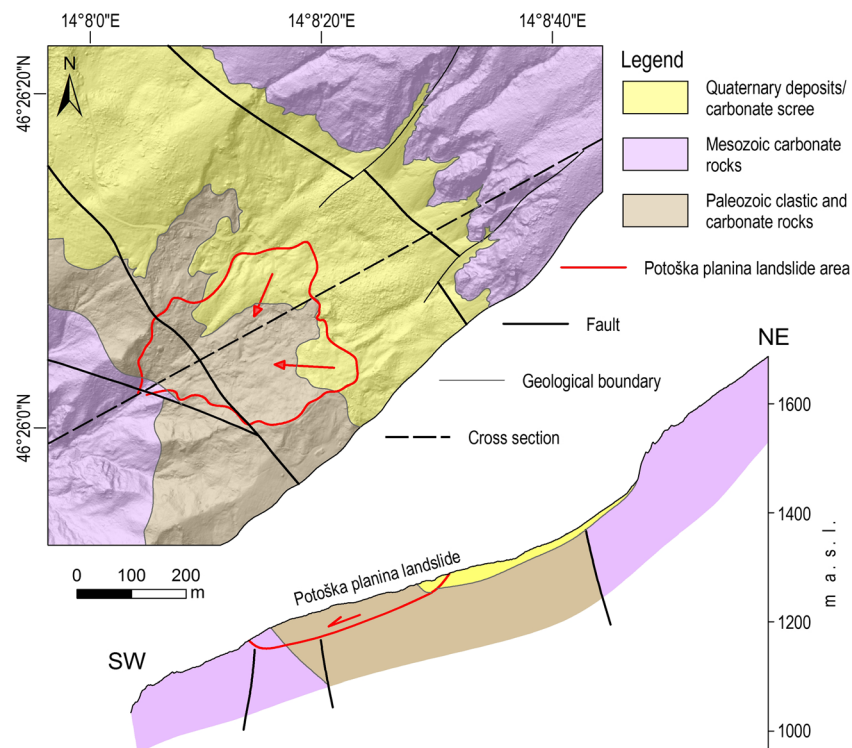 14°8'0"E
14°8'20"E
14°8'40"E
46°26'20"N
46°26'0"N
N
Legend
Quaternary deposits/
carbonate scree
Mesozoic carbonate
rocks
Paleozoic clastic and
carbonate rocks
Potoška planina landslide area
Fault
Geological boundary
Cross section
0 100 200
m
NE
1600
1400
1200
1000
m a. s. l.
Potoška planina landslide
SW